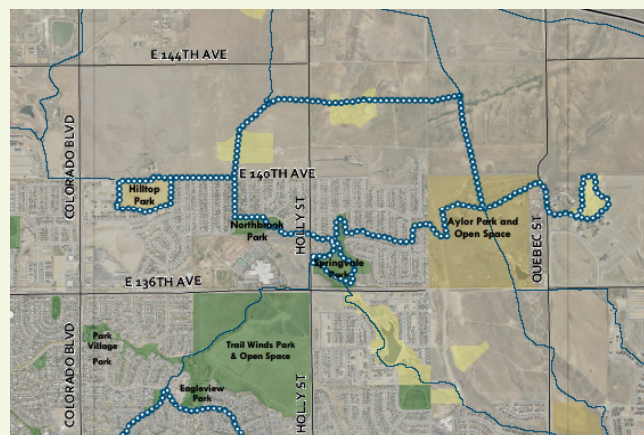 E 144TH AVE
COLORADO BLVD
Hilltop
Park
E 140TH AVE
Northbrook
Park
HOLLY ST
Aylor Park and
Open Space
QUEBEC ST
Springvale
Park
E 136TH AVE
COLORADO BLVD
Park
Village
Park
Trail Winds Park
& Open Space
Eagleview
Park
HOLLY ST